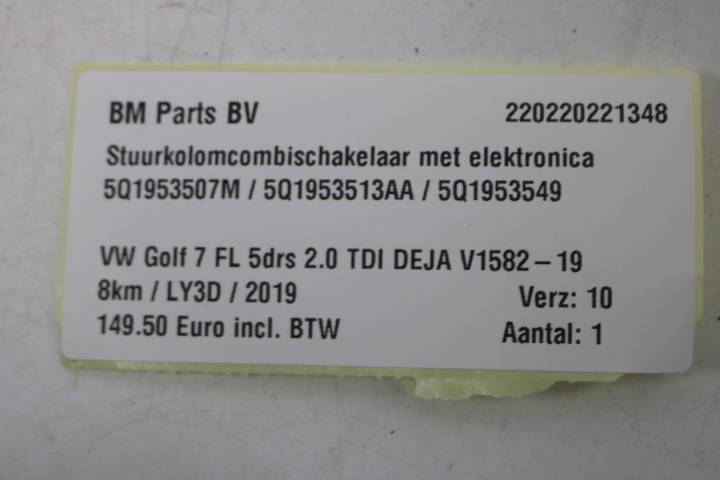 BM Parts BV 220220221348
Stuurkolomcombischakelaar met elektronica
5Q1953507M / 5Q1953513AA / 5Q1953549
VW Golf 7 FL 5drs 2.0 TDI DEJA V1582-19
8km / LY3D / 2019 Verz: 10
149.50 Euro incl. BTW Aantal: 1